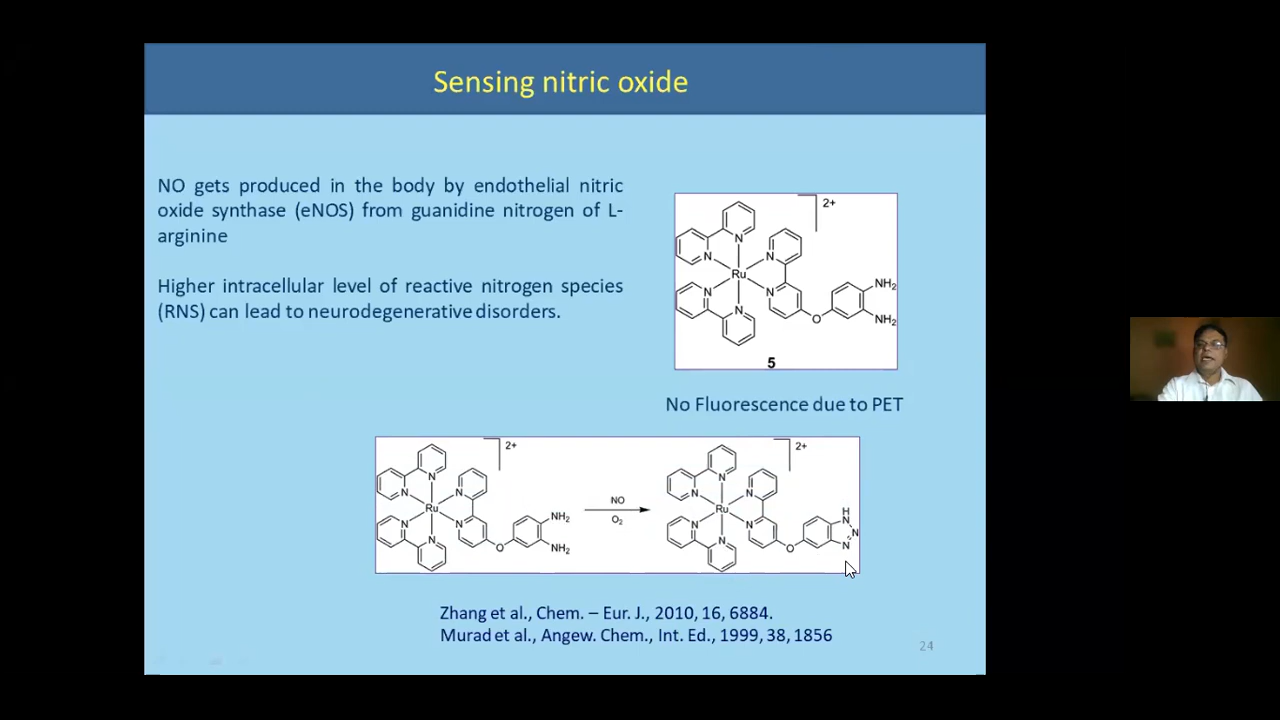 Sensing nitric oxide
NO gets produced in the body by endothelial nitric
oxide synthase (eNOS) from guanidine nitrogen of L-
arginine
Higher intracellular level of reactive nitrogen species
(RNS) can lead to neurodegenerative disorders.
2+
N
N
N
Ru
N
N
N
NH2
NH2
O
5
No Fluorescence due to PET
2+
N
N
N
Ru
N
N
N
NH2
NH2
O
NO
O2
2+
N
N
N
Ru
N
N
N
H
N
N
N
O
Zhang et al., Chem. – Eur. J., 2010, 16, 6884.
Murad et al., Angew. Chem., Int. Ed., 1999, 38, 1856
24